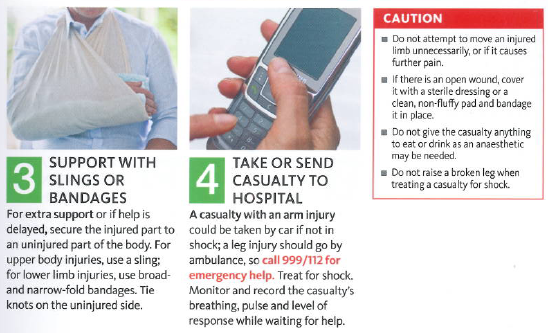 3
SUPPORT WITH
SLINGS OR
BANDAGES
For extra support or if help is
delayed, secure the injured part to
an uninjured part of the body. For
upper body injuries, use a sling;
for lower limb injuries, use broad-
and narrow-fold bandages. Tie
knots on the uninjured side.
4
TAKE OR SEND
CASUALTY TO
HOSPITAL
A casualty with an arm injury
could be taken by car if not in
shock; a leg injury should go by
ambulance, so call 999/112 for
emergency help. Treat for shock.
Monitor and record the casualty's
breathing, pulse and level of
response while waiting for help.
CAUTION
■ Do not attempt to move an injured
limb unnecessarily, or if it causes
further pain.
■ If there is an open wound, cover
it with a sterile dressing or a
clean, non-fluffy pad and bandage
it in place.
■ Do not give the casualty anything
to eat or drink as an anaesthetic
may be needed.
■ Do not raise a broken leg when
treating a casualty for shock.